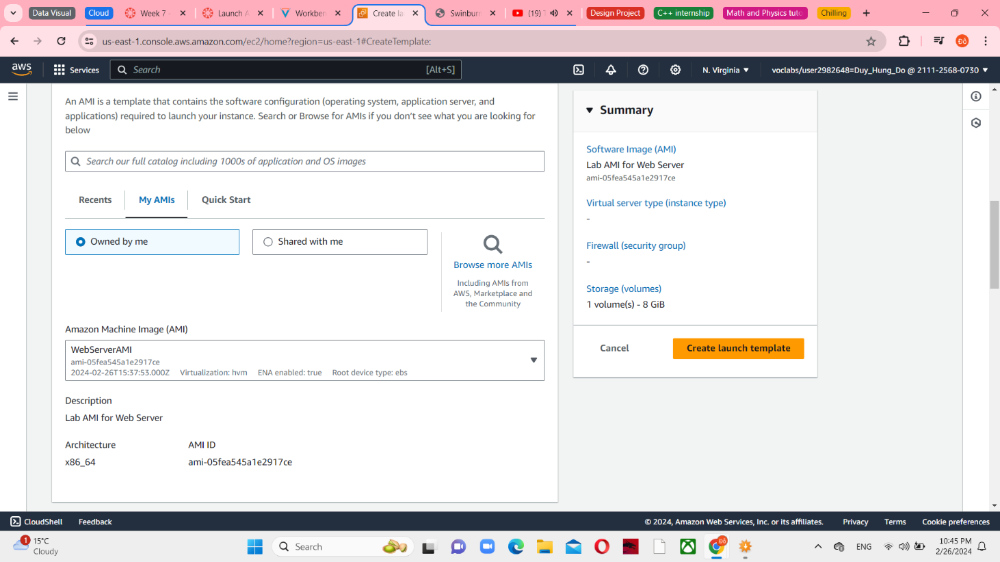 Data Visual
Cloud
Week 7 -
Launch A
Workben
Create la
Swinburn
(19) T
Design Project
C++ internship
Math and Physics tuto
Chilling
us-east-1.console.aws.amazon.com/ec2/home?region=us-east-1#CreateTemplate:
Đỗ
aws
Services
Search
[Alt+S]
N. Virginia
voclabs/user2982648=Duy_Hung_Do @ 2111-2568-0730
An AMI is a template that contains the software configuration (operating system, application server, and
applications) required to launch your instance. Search or Browse for AMIs if you don't see what you are looking for
below
Search our full catalog including 1000s of application and OS images
Recents
My AMIs
Quick Start
Owned by me
Shared with me
Browse more AMIs
Including AMIs from
AWS, Marketplace and
the Community
Amazon Machine Image (AMI)
WebServerAMI
ami-05fea545a1e2917ce
2024-02-26T15:37:53.000Z Virtualization: hvm ENA enabled: true Root device type: ebs
Description
Lab AMI for Web Server
Architecture
AMI ID
x86_64
ami-05fea545a1e2917ce
Summary
Software Image (AMI)
Lab AMI for Web Server
ami-05fea545a1e2917ce
Virtual server type (instance type)
-
Firewall (security group)
-
Storage (volumes)
1 volume(s) - 8 GiB
Cancel
Create launch template
CloudShell
Feedback
© 2024, Amazon Web Services, Inc. or its affiliates.
Privacy
Terms
Cookie preferences
1
15°C
Cloudy
Search
Đỗ
ENG
10:45 PM
2/26/2024